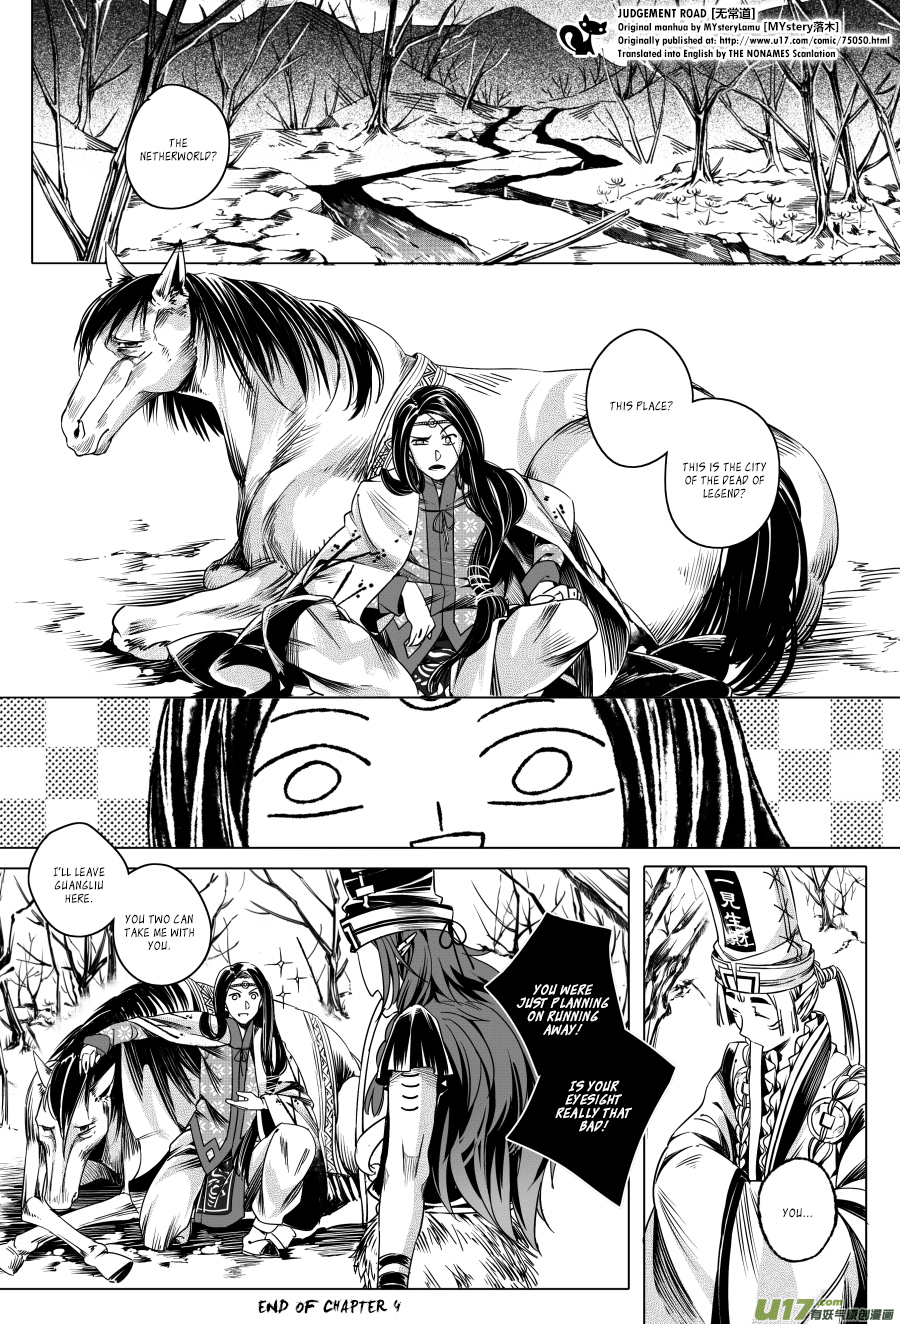 JUDGEMENT ROAD [无常道]
Original manhua by MYsteryLamu [MYstery落木]
Originally published at: http://www.u17.com/comic/75050.html
Translated into English by THE NONAMES Scanlation
THE
NETHERWORLD?
THIS PLACE?
THIS IS THE CITY
OF THE DEAD OF
LEGEND?
I'LL LEAVE
GUANGLIU
HERE.
YOU TWO CAN
TAKE ME WITH
YOU.
YOU WERE
JUST PLANNING
ON RUNNING
AWAY!
IS YOUR
EYESIGHT
REALLY THAT
BAD!
一見生財
YOU...
END OF CHAPTER 4
U17.com
有妖气原创漫画